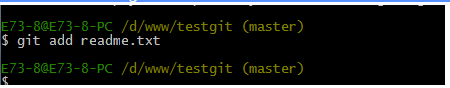 E73-8@E73-8-PC /d/www/testgit (master)
$ git add readme.txt
E73-8@E73-8-PC /d/www/testgit (master)
$